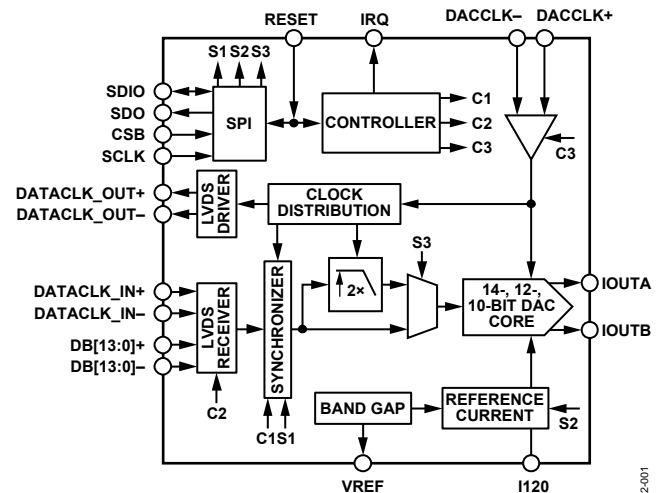 RESET
IRQ
DACCLK–
DACCLK+
S1 S2 S3
SDIO
SDO
CSB
SCLK
SPI
CONTROLLER
C1
C2
C3
C3
DATACLK_OUT+
DATACLK_OUT–
LVDS
DRIVER
CLOCK
DISTRIBUTION
S3
DATACLK_IN+
DATACLK_IN–
DB[13:0]+
DB[13:0]–
LVDS
RECEIVER
SYNCHRONIZER
2×
14-, 12-,
10-BIT DAC
CORE
IOUTA
IOUTB
C2
C1 S1
BAND GAP
REFERENCE
CURRENT
S2
VREF
I120
2-001